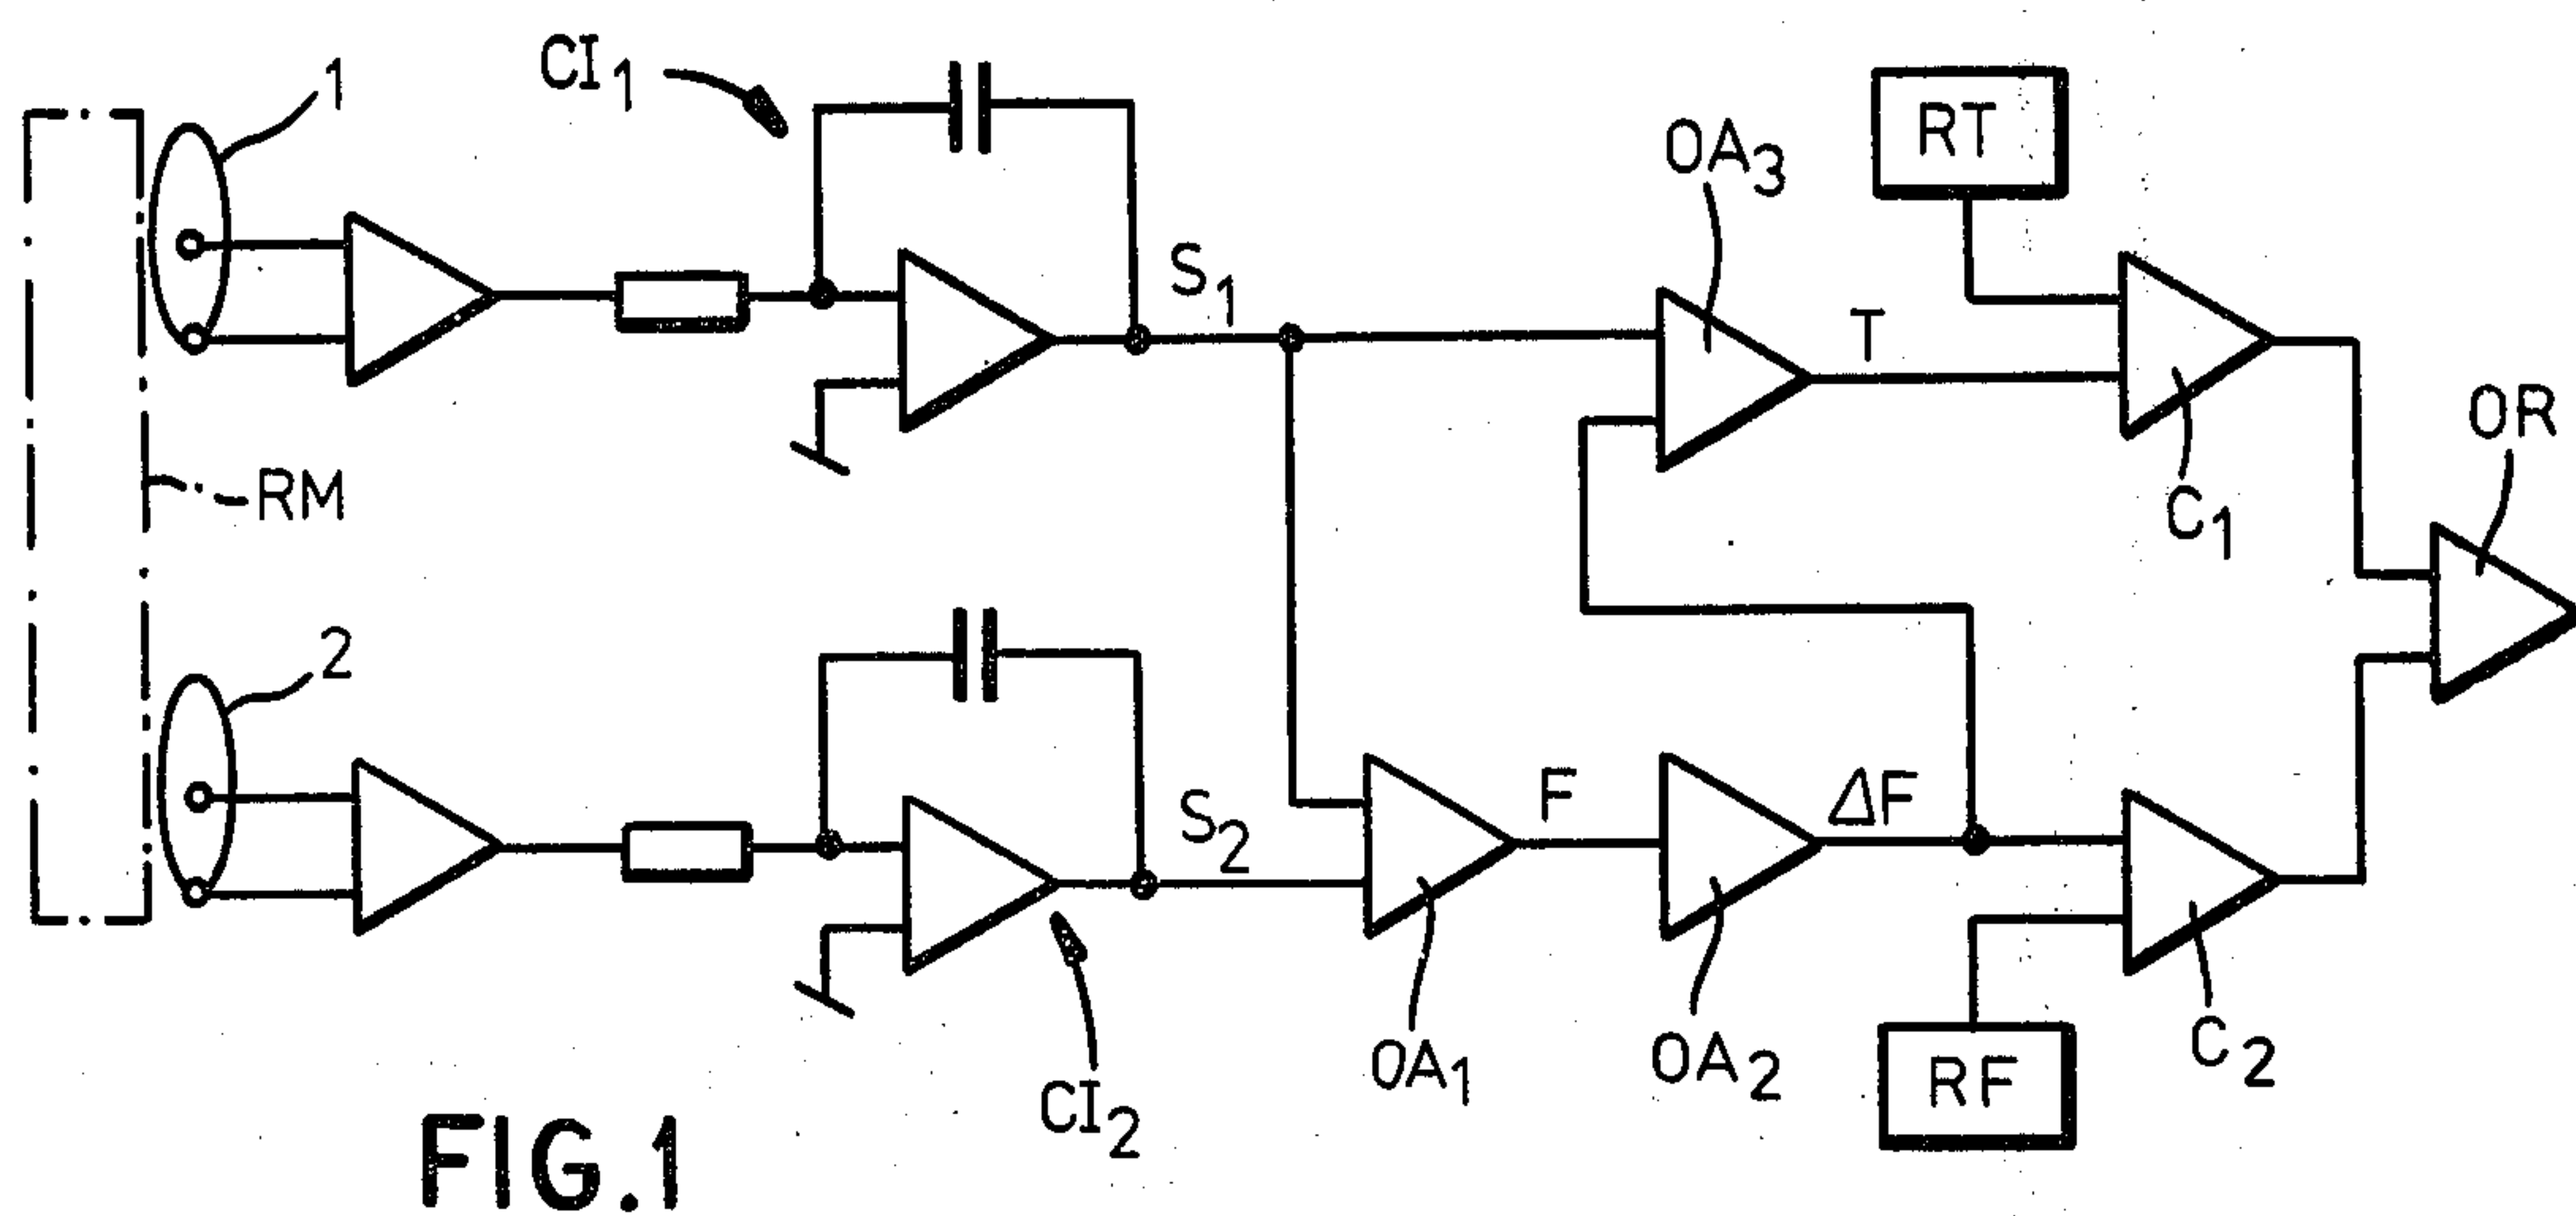 CI1
1
OA3
RT
S1
T
OR
RM
C1
2
S2
F
ΔF
OA1
OA2
C2
RF
CI2
FIG.1